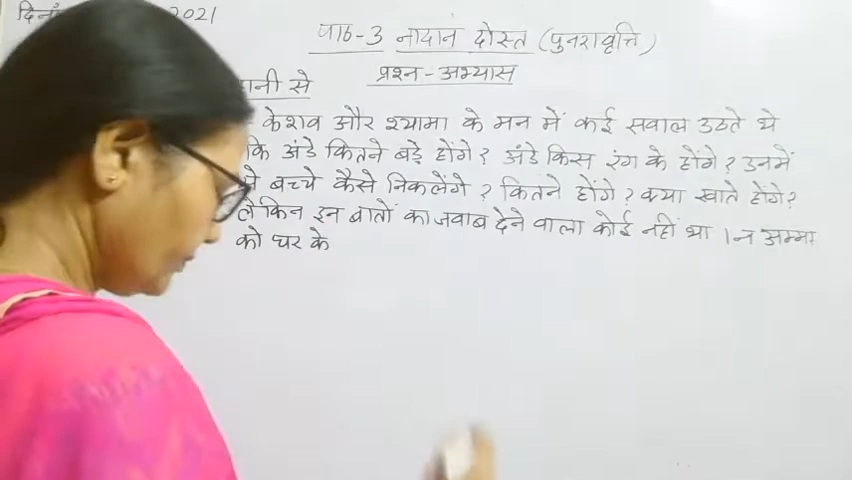 2021
पाठ-3 नादान दोस्त (पुनरावृत्ति)
प्रश्न-अभ्यास
से
केशव और श्यामा के मन में कई सवाल उठते थे
कि अंडे कितने बड़े होंगे? अंडे किस रंग के होंगे? उनमें
से बच्चे कैसे निकलेंगे? कितने होंगे? क्या खाते होंगे?
लेकिन इन बातों का जवाब देने वाला कोई नहीं था । न अम्मा
को घर के